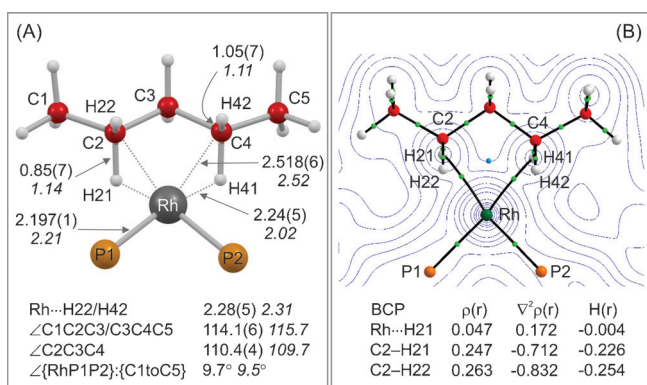 (A)
1.05(7)
1.11
C1
H22
C3
H42
C5
C2
C4
0.85(7)
1.14
2.518(6)
2.52
H21
H41
Rh
2.197(1)
2.21
2.24(5)
2.02
P1
P2
Rh···H22/H42 2.28(5) 2.31
∠C1C2C3/C3C4C5 114.1(6) 115.7
∠C2C3C4 110.4(4) 109.7
∠{RhP1P2}:{C1toC5} 9.7° 9.5°
(B)
C2
C4
H21
H41
H22
H42
Rh
P1
P2
BCP ρ(r) ∇²ρ(r) H(r)
Rh···H21 0.047 0.172 -0.004
C2–H21 0.247 -0.712 -0.226
C2–H22 0.263 -0.832 -0.254